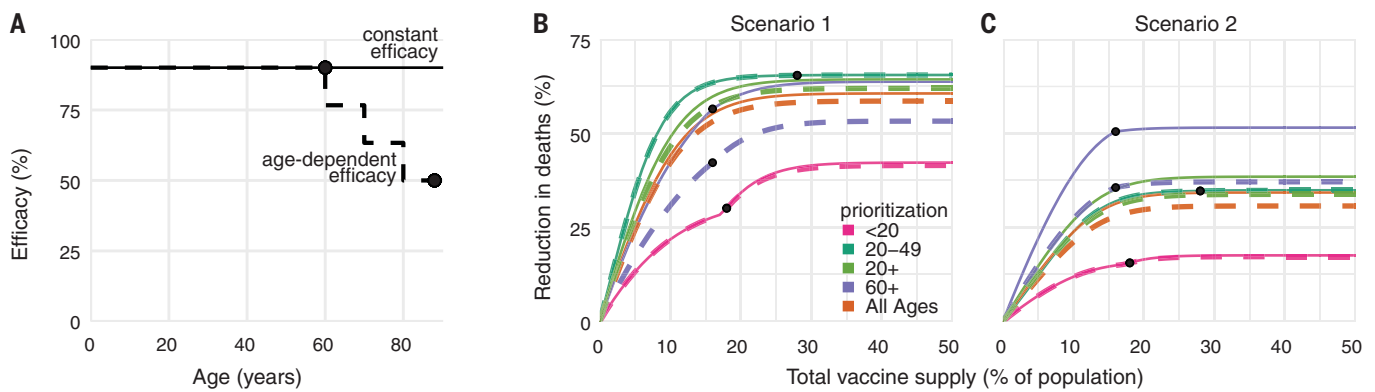 A
100
75
50
25
0
constant
efficacy
age-dependent
efficacy
Efficacy (%)
0
20
40
60
80
Age (years)
B
Scenario 1
75
50
25
0
Reduction in deaths (%)
prioritization
<20
20–49
20+
60+
All Ages
0
10
20
30
40
50
C
Scenario 2
0
10
20
30
40
50
Total vaccine supply (% of population)